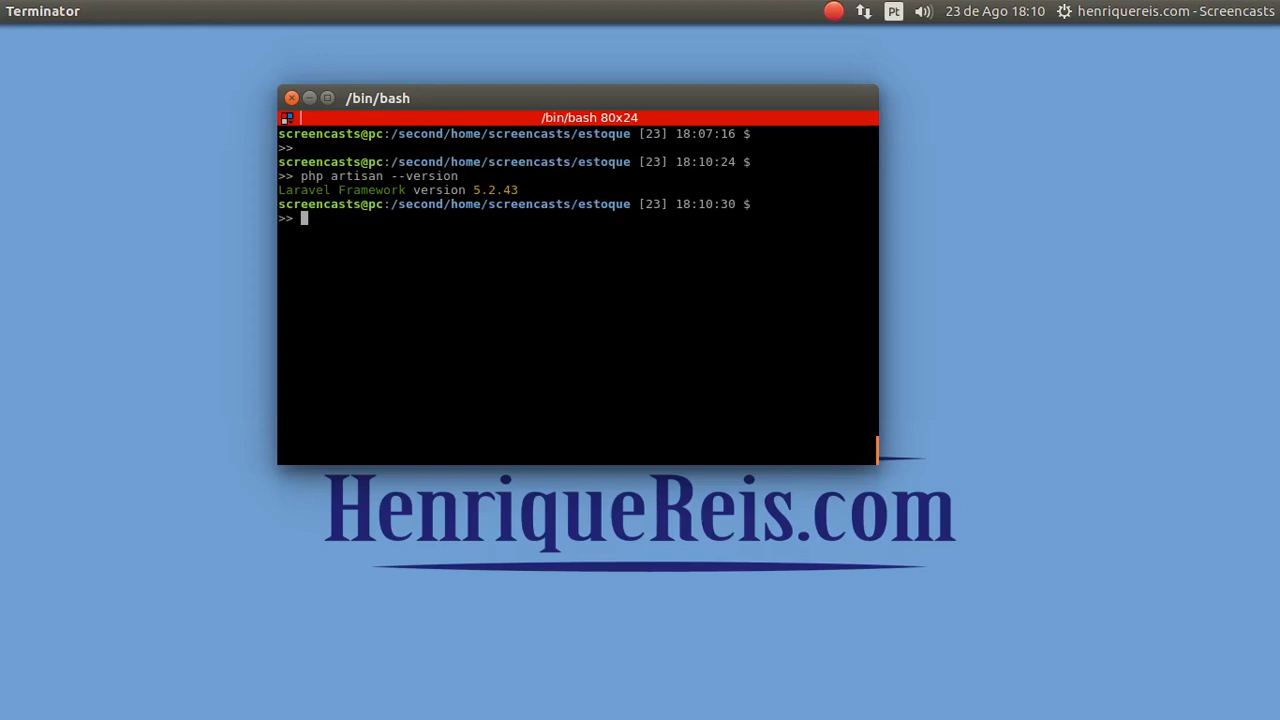 Terminator
Pt
23 de Ago 18:10
henriquereis.com - Screencasts
/bin/bash
/bin/bash 80x24
screencasts@pc:/second/home/screencasts/estoque [23] 18:07:16 $
>>
screencasts@pc:/second/home/screencasts/estoque [23] 18:10:24 $
>> php artisan --version
Laravel Framework version 5.2.43
screencasts@pc:/second/home/screencasts/estoque [23] 18:10:30 $
>>
HenriqueReis.com